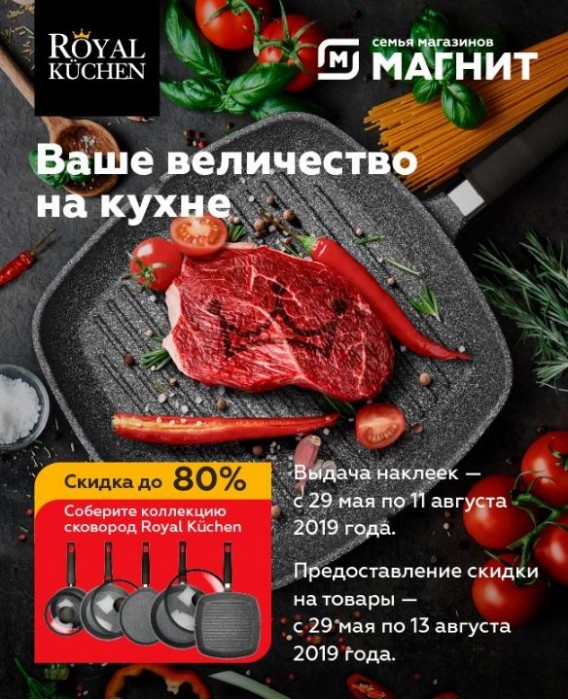 RŌYAL
KÜCHEN
семья магазинов
М
МАГНИТ
Ваше величество
на кухне
Скидка до 80%
Соберите коллекцию
сковород Royal Küchen
Выдача наклеек —
с 29 мая по 11 августа
2019 года.
Предоставление скидки
на товары —
с 29 мая по 13 августа
2019 года.